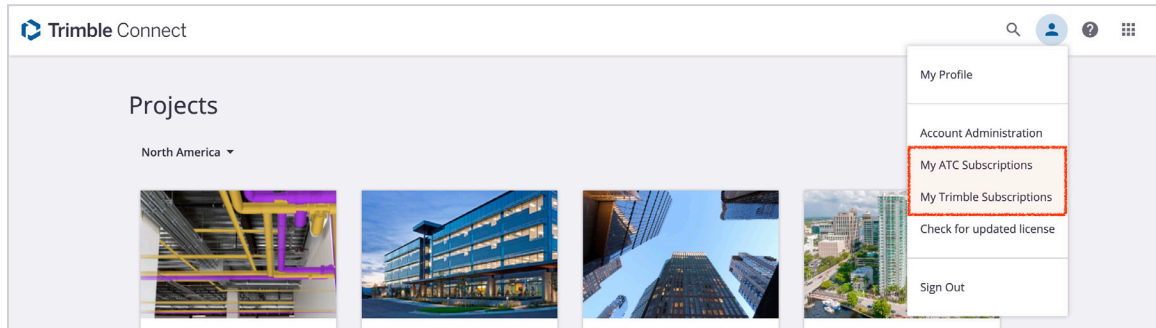 Trimble Connect
My Profile
Projects
Account Administration
North America
My ATC Subscriptions
My Trimble Subscriptions
Check for updated license
Sign Out